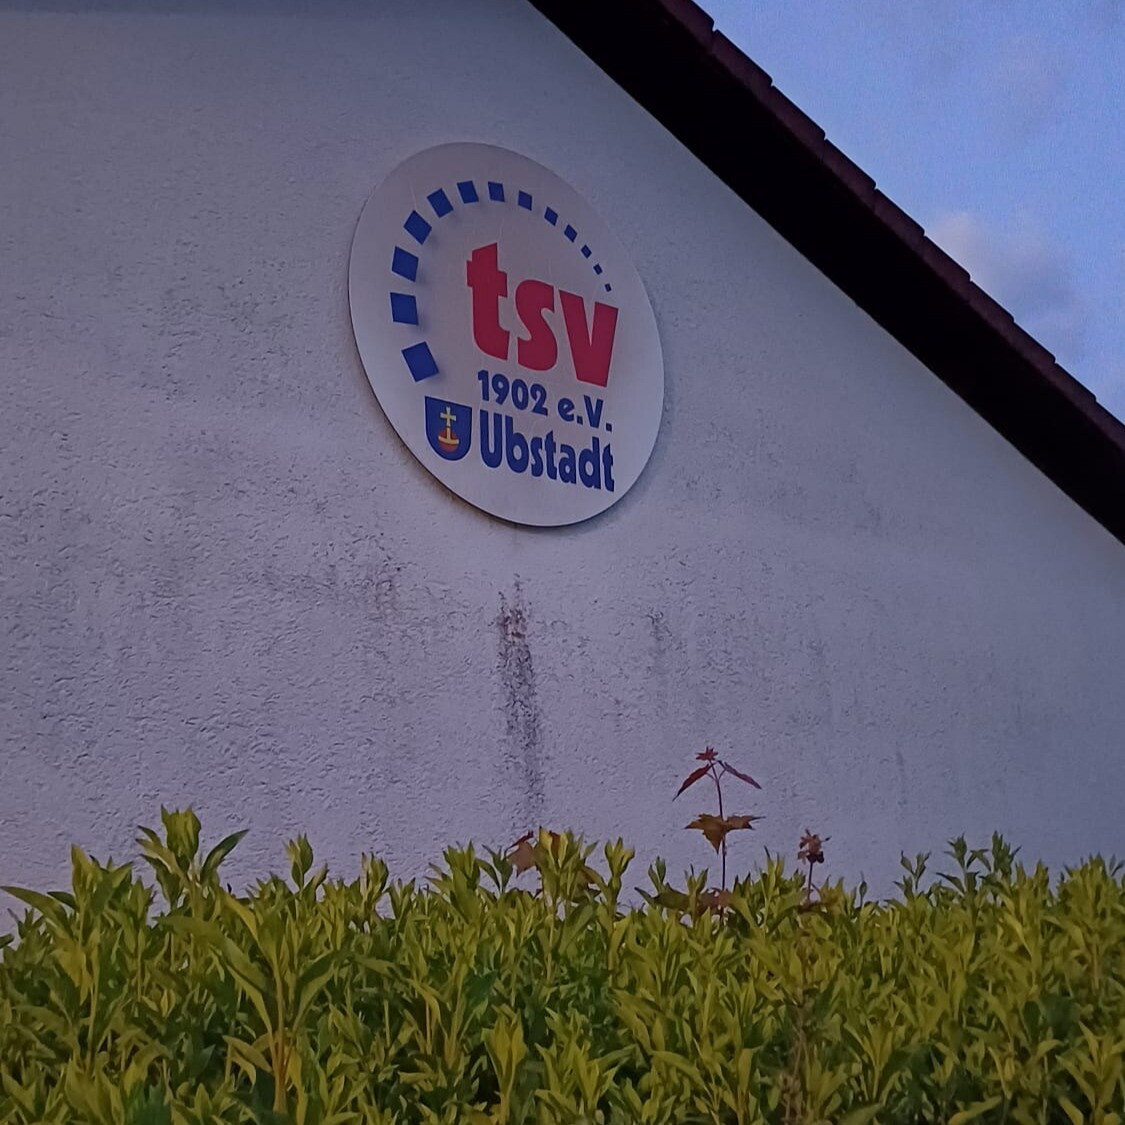 tsv
1902 e.V.
Ubstadt